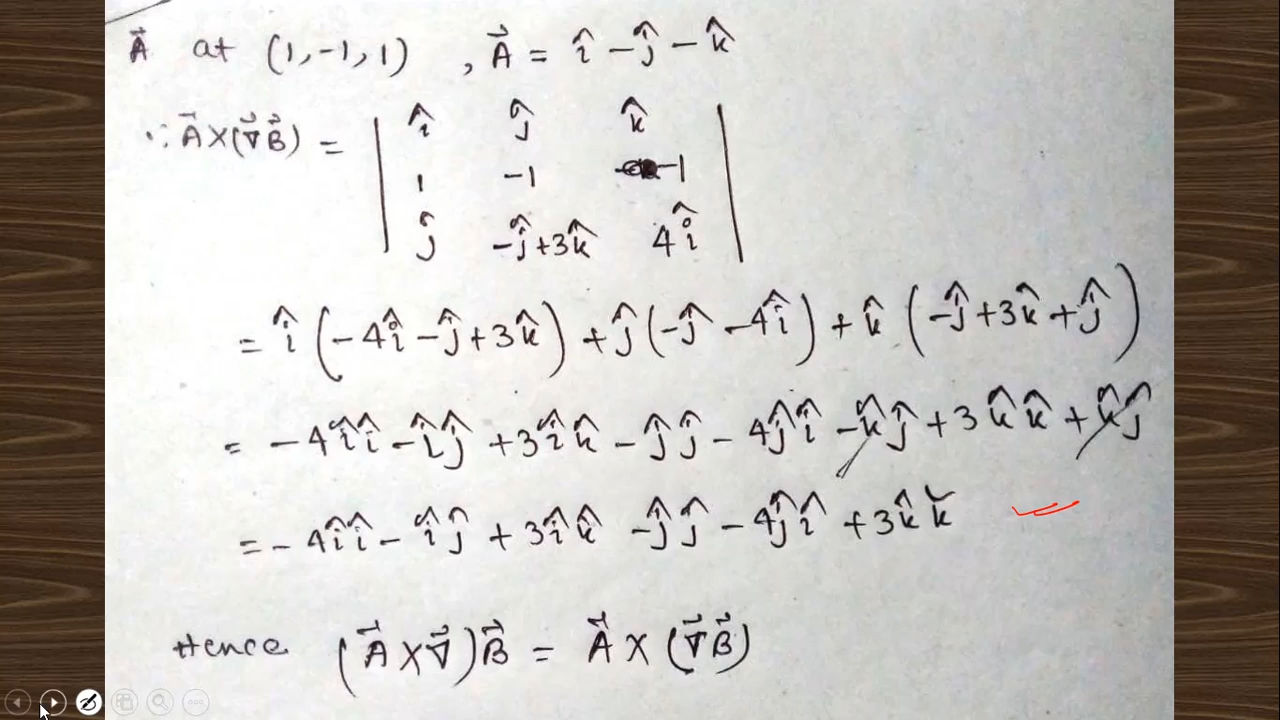 A⃗ at (1,-1,1) , A⃗ = î - ĵ - k̂
∵ A⃗ X (∇⃗ B⃗) = | î ĵ k̂ |
| 1 -1 -1 |
| ĵ -ĵ+3k̂ 4î |
= î (-4î - ĵ + 3k̂) + ĵ (-ĵ - 4î) + k̂ (-ĵ + 3k̂ + ĵ)
= -4îî - îĵ + 3îk̂ - ĵĵ - 4ĵî - k̂ĵ + 3k̂k̂ + k̂ĵ
= - 4îî - îĵ + 3îk̂ - ĵĵ - 4ĵî + 3k̂k̂
Hence (A⃗ X ∇⃗) B⃗ = A⃗ X (∇⃗ B⃗)